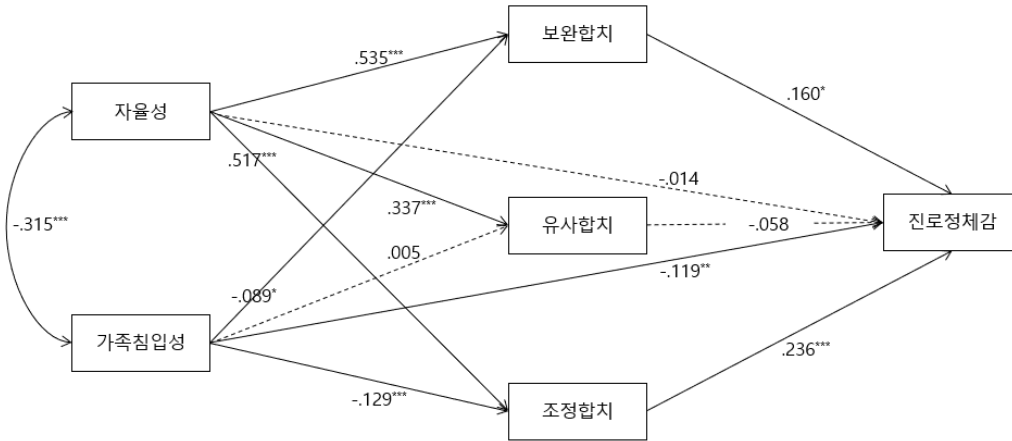 보완합치
.535***
자율성
.160*
.517***
-.014
-.315***
.337***
유사합치
-.058
진로정체감
.005
-.089*
-.119**
가족침입성
.236***
-.129***
조정합치